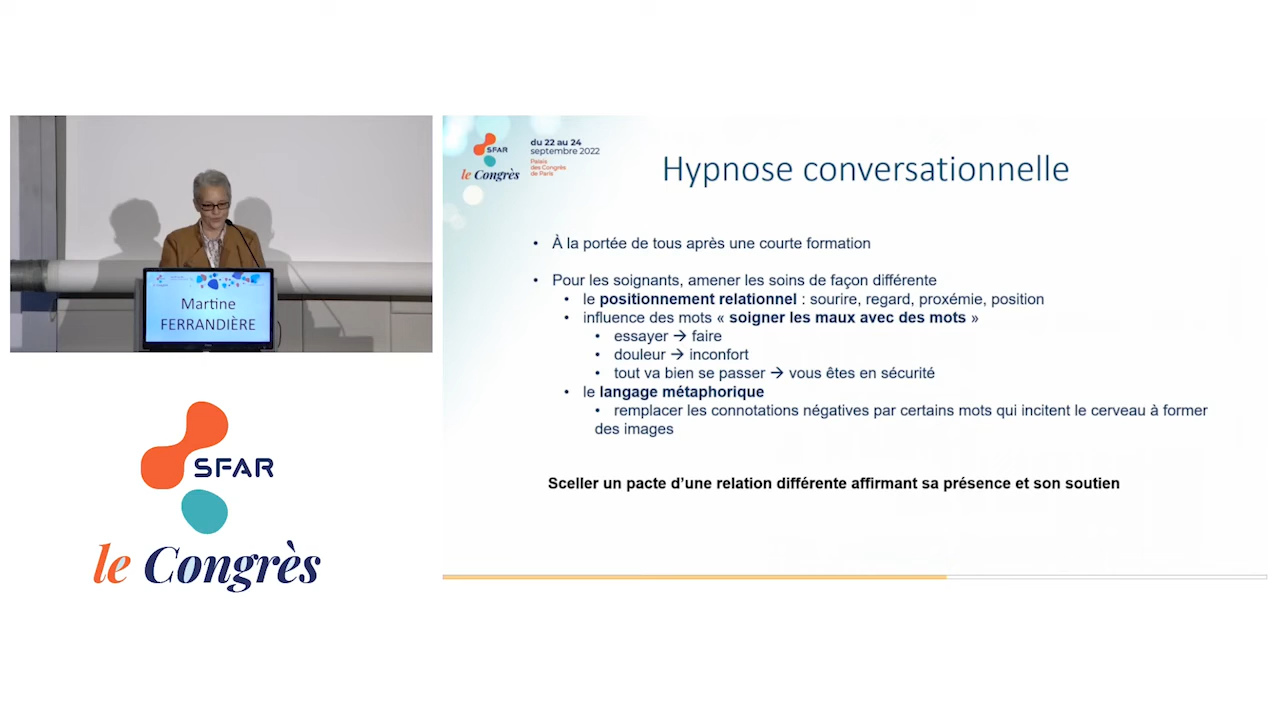 Martine
FERRANDIÈRE
SFAR
le Congrès
SFAR
le Congrès
du 22 au 24
septembre 2022
Palais
des Congrès
de Paris
Hypnose conversationnelle
• À la portée de tous après une courte formation
• Pour les soignants, amener les soins de façon différente
• le positionnement relationnel : sourire, regard, proxémie, position
• influence des mots « soigner les maux avec des mots »
• essayer → faire
• douleur → inconfort
• tout va bien se passer → vous êtes en sécurité
• le langage métaphorique
• remplacer les connotations négatives par certains mots qui incitent le cerveau à former
des images
Sceller un pacte d’une relation différente affirmant sa présence et son soutien